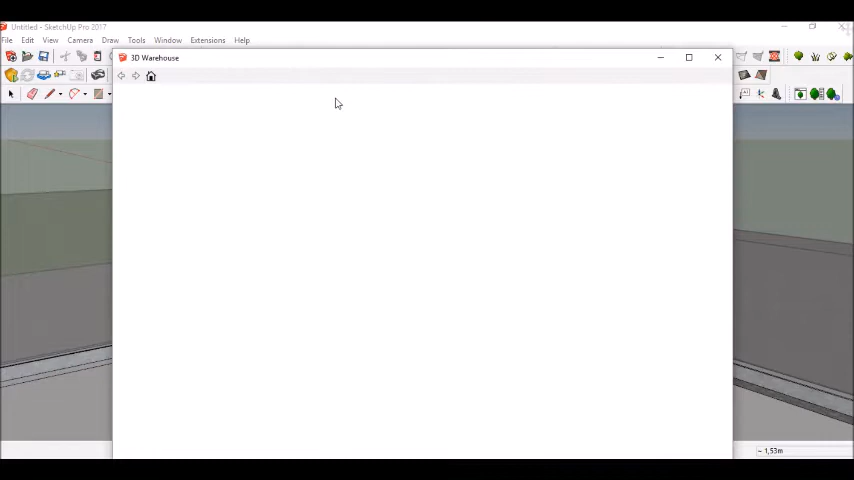 Untitled - SketchUp Pro 2017
File Edit View Camera Draw Tools Window Extensions Help
3D Warehouse
~ 1,53m